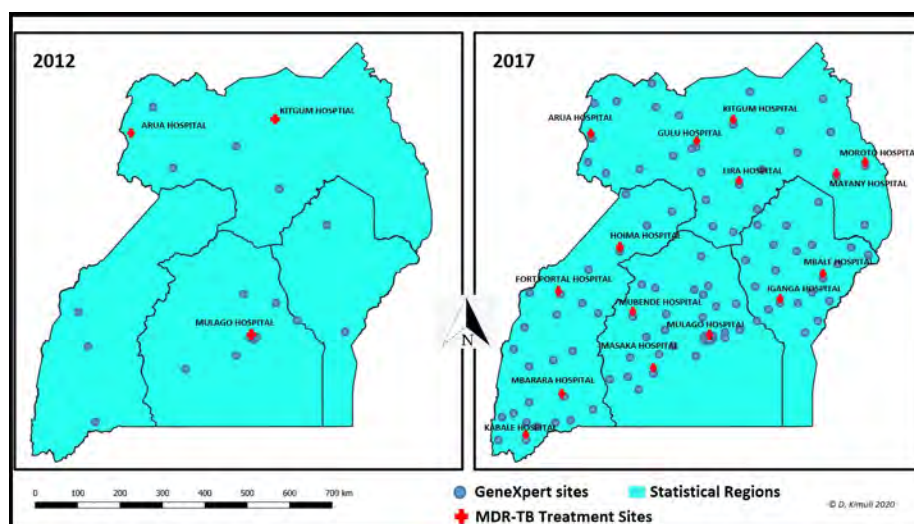 2012
KITGUM HOSPTIAL
ARUA HOSPITAL
MULAGO HOSPITAL
2017
KITGUM HOSPITAL
ARUA HOSPITAL
GULU HOSPITAL
MOROTO HOSPITA
LIRA HOSPITAL
MATANY HOSPITAL
HOIMA HOSPITAL
MBALE HOSPITAL
FORT PORTAL HOSPITAL
IGANGA HOSPITAL
MUBENDE HOSPITAL
MULAGO HOSPITAL
MASAKA HOSPITAL
MBARARA HOSPITAL
KABALE HOSPITAL
N
0 100 200 300 400 500 600 700 km
GeneXpert sites
Statistical Regions
MDR-TB Treatment Sites
© D. Kimuli 2020